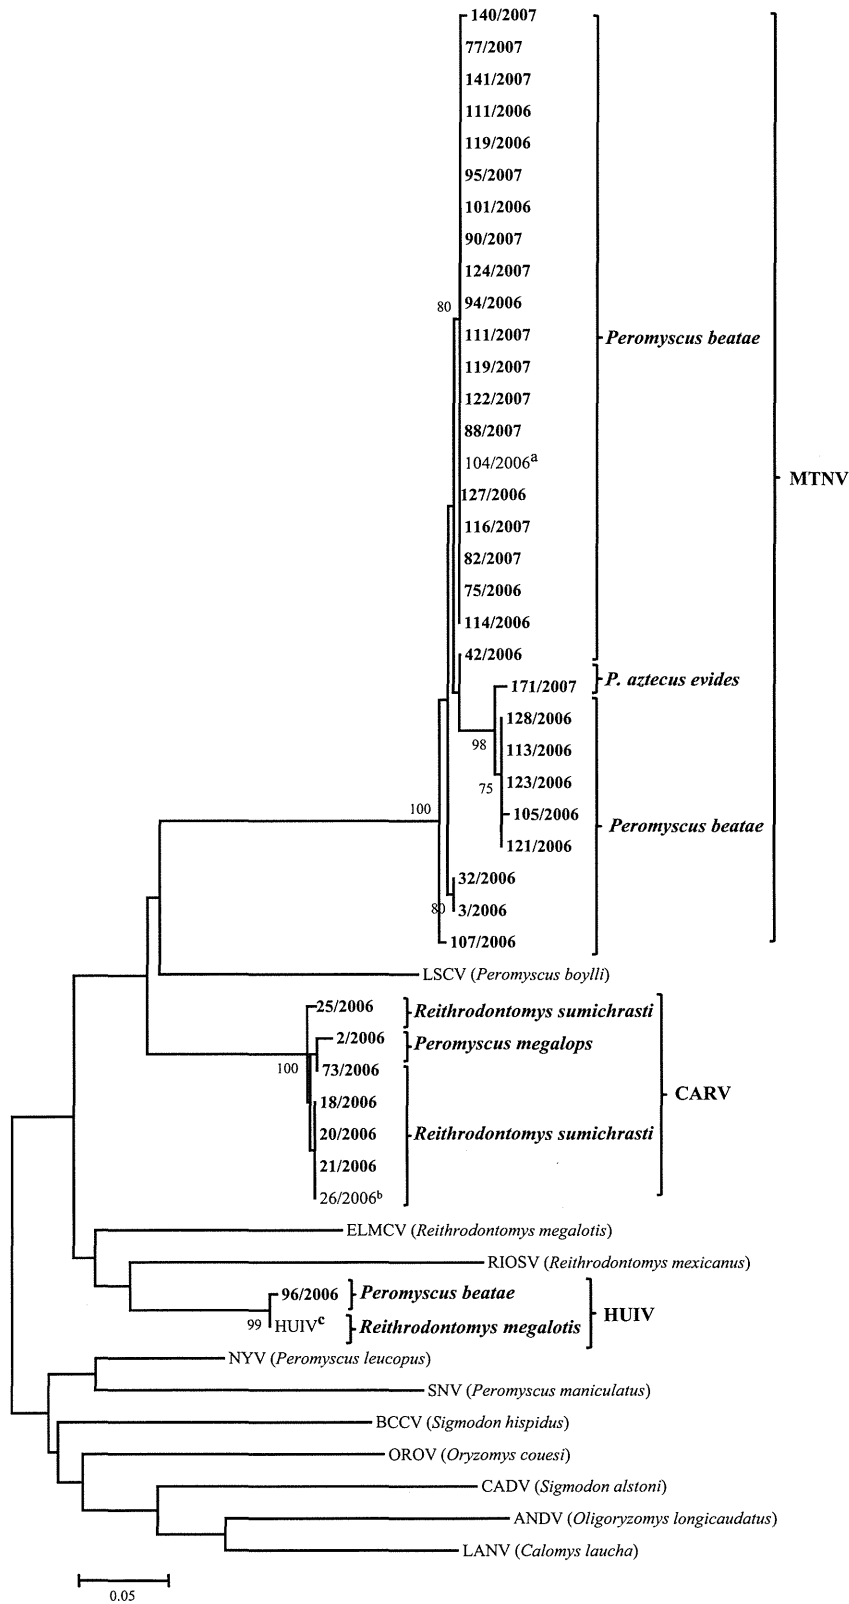 140/2007
77/2007
141/2007
111/2006
119/2006
95/2007
101/2006
90/2007
124/2007
94/2006
80
111/2007
Peromyscus beatae
119/2007
122/2007
88/2007
104/2006a
MTNV
127/2006
116/2007
82/2007
75/2006
114/2006
42/2006
171/2007
P. aztecus evides
128/2006
98
113/2006
123/2006
75
105/2006
100
Peromyscus beatae
121/2006
32/2006
80
3/2006
107/2006
LSCV (Peromyscus boylli)
25/2006
Reithrodontomys sumichrasti
2/2006
Peromyscus megalops
100
73/2006
CARV
18/2006
20/2006
Reithrodontomys sumichrasti
21/2006
26/2006b
ELMCV (Reithrodontomys megalotis)
RIOSV (Reithrodontomys mexicanus)
96/2006
Peromyscus beatae
HUIV
99
HUIVc
Reithrodontomys megalotis
NYV (Peromyscus leucopus)
SNV (Peromyscus maniculatus)
BCCV (Sigmodon hispidus)
OROV (Oryzomys couesi)
CADV (Sigmodon alstoni)
ANDV (Oligoryzomys longicaudatus)
LANV (Calomys laucha)
0.05